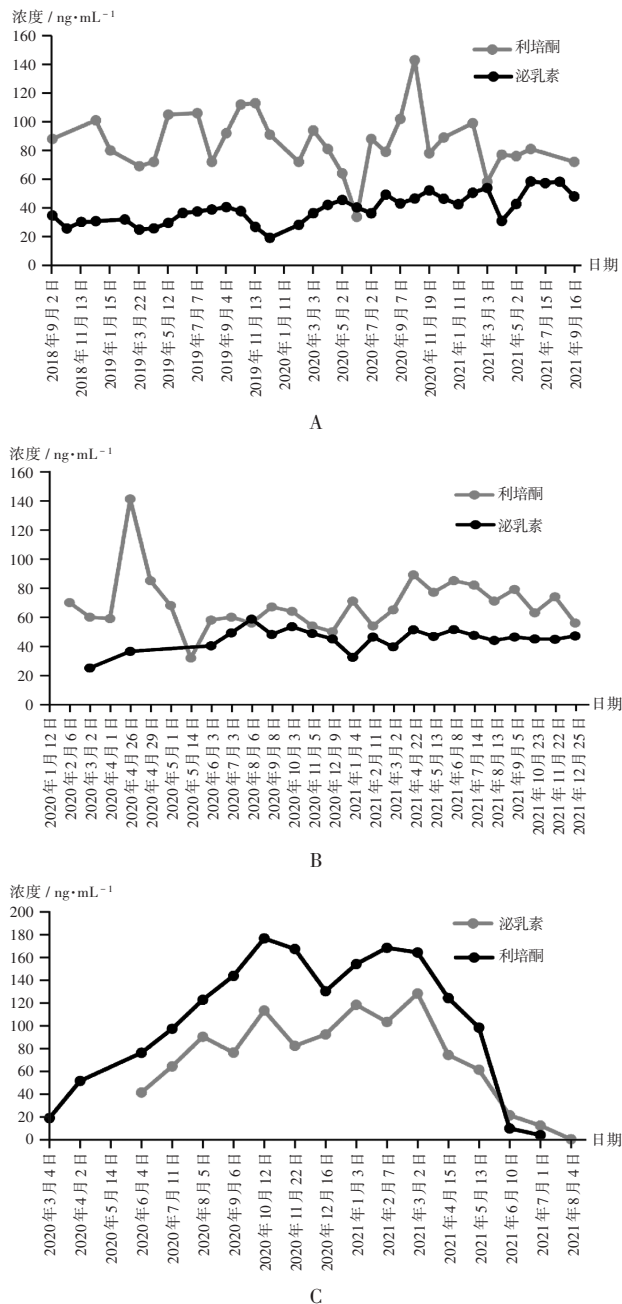 浓度 / ng·mL⁻¹
160
140
120
100
80
60
40
20
0
利培酮
泌乳素
日期
2018年9月2日
2018年11月13日
2019年1月15日
2019年3月22日
2019年5月12日
2019年7月7日
2019年9月4日
2019年11月13日
2020年1月11日
2020年3月3日
2020年5月2日
2020年7月2日
2020年9月7日
2020年11月19日
2021年1月11日
2021年3月3日
2021年5月2日
2021年7月15日
2021年9月16日
A
浓度 / ng·mL⁻¹
160
140
120
100
80
60
40
20
0
利培酮
泌乳素
日期
2020年1月12日
2020年2月6日
2020年3月2日
2020年4月1日
2020年4月26日
2020年4月29日
2020年5月1日
2020年5月14日
2020年6月3日
2020年7月3日
2020年8月6日
2020年9月8日
2020年10月3日
2020年11月5日
2020年12月9日
2021年1月4日
2021年2月11日
2021年3月2日
2021年4月22日
2021年5月13日
2021年6月8日
2021年7月14日
2021年8月13日
2021年9月5日
2021年10月23日
2021年11月22日
2021年12月25日
B
浓度 / ng·mL⁻¹
200
180
160
140
120
100
80
60
40
20
0
泌乳素
利培酮
日期
2020年3月4日
2020年4月2日
2020年5月14日
2020年6月4日
2020年7月11日
2020年8月5日
2020年9月6日
2020年10月12日
2020年11月22日
2020年12月16日
2021年1月3日
2021年2月7日
2021年3月2日
2021年4月15日
2021年5月13日
2021年6月10日
2021年7月1日
2021年8月4日
C